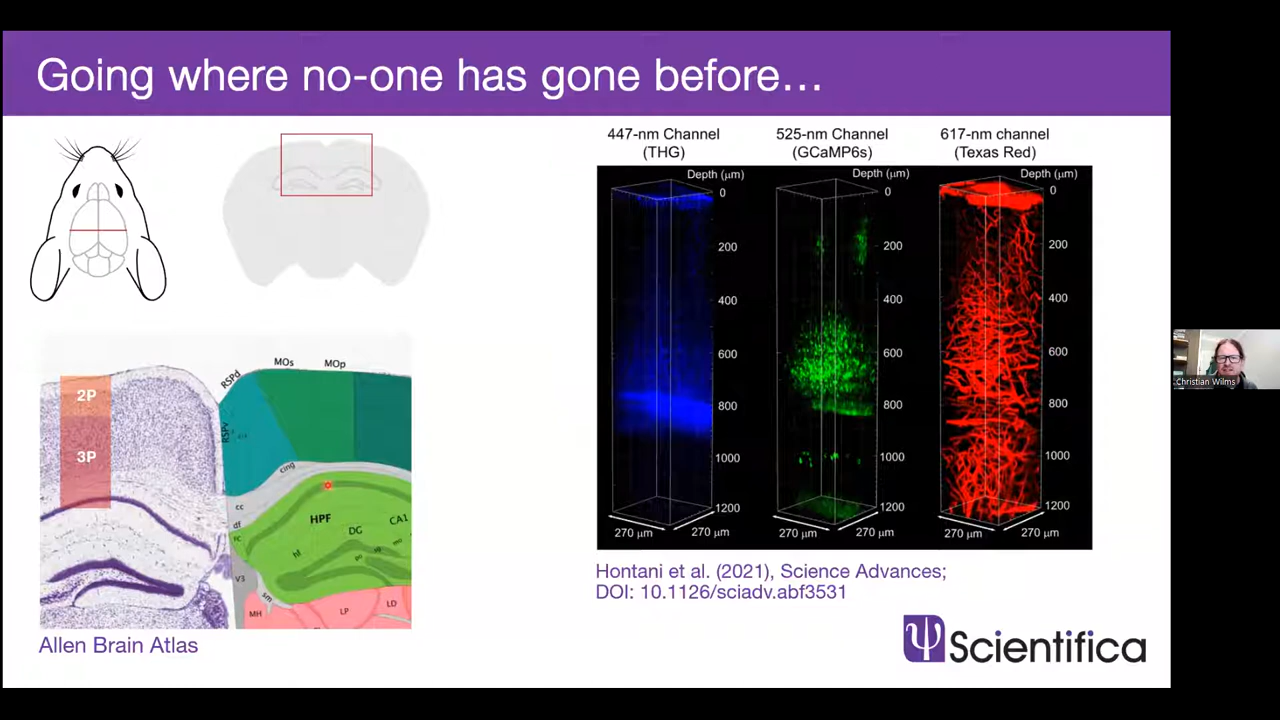 Going where no-one has gone before…
447-nm Channel
(THG)
525-nm Channel
(GCaMP6s)
617-nm channel
(Texas Red)
Depth (μm)
0
200
400
600
800
1000
1200
270 μm
270 μm
Depth (μm)
0
200
400
600
800
1000
1200
270 μm
270 μm
Depth (μm)
0
200
400
600
800
1000
1200
270 μm
270 μm
2P
3P
RSPd
MOs
MOp
RSPv
cing
cc
df
HPF
DG
CA1
hf
V3
sm
MH
LP
LD
Allen Brain Atlas
Hontani et al. (2021), Science Advances;
DOI: 10.1126/sciadv.abf3531
Ψ Scientifica
Christian Wilms